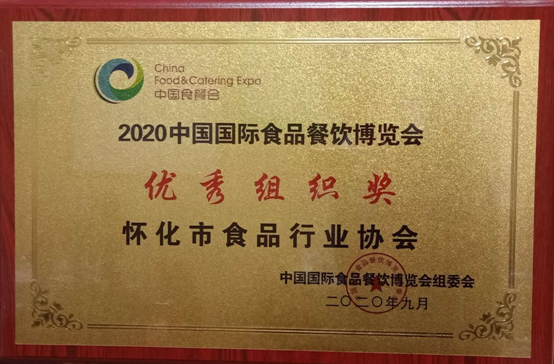 China
Food&Catering Expo
中国食餐会
2020中国国际食品餐饮博览会
优秀组织奖
怀化市食品行业协会
中国国际食品餐饮博览会组委会
二〇二〇年九月